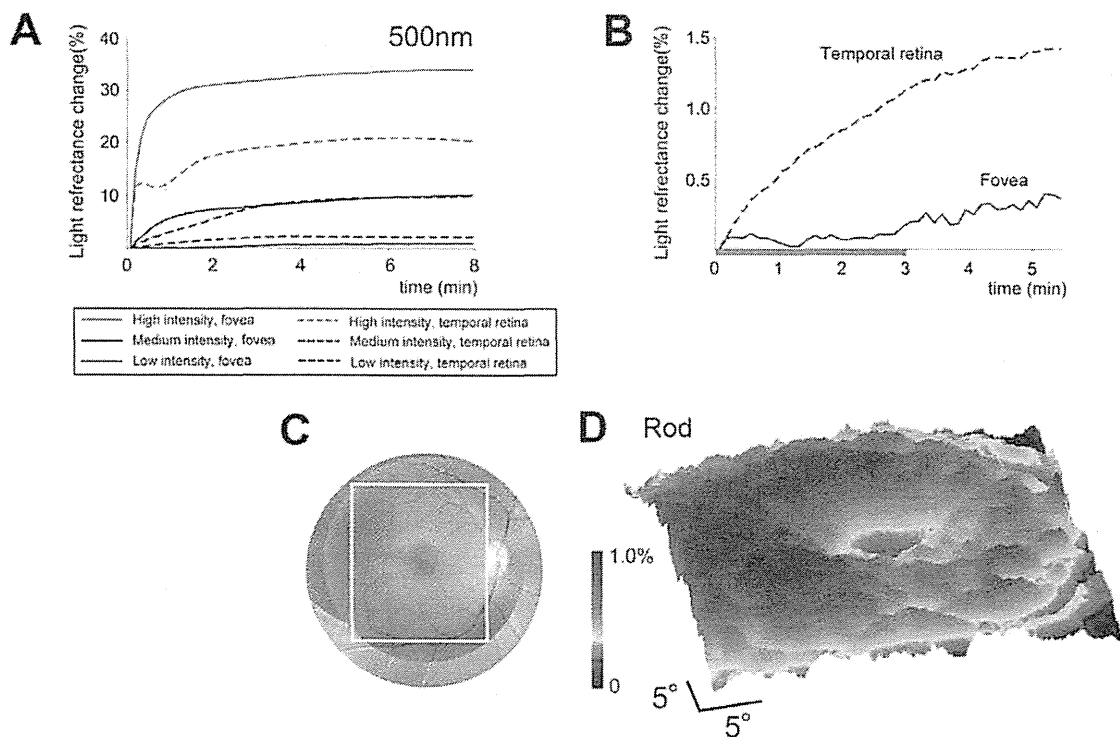 A
500nm
Light refrectance change(%)
40
30
20
10
0
2
4
6
8
time (min)
High intensity, fovea
High intensity, temporal retina
Medium intensity, fovea
Medium intensity, temporal retina
Low intensity, fovea
Low intensity, temporal retina
B
Light refrectance change(%)
1.5
1.0
0.5
Temporal retina
Fovea
0
1
2
3
4
5
time (min)
C
D Rod
1.0%
0
5°
5°